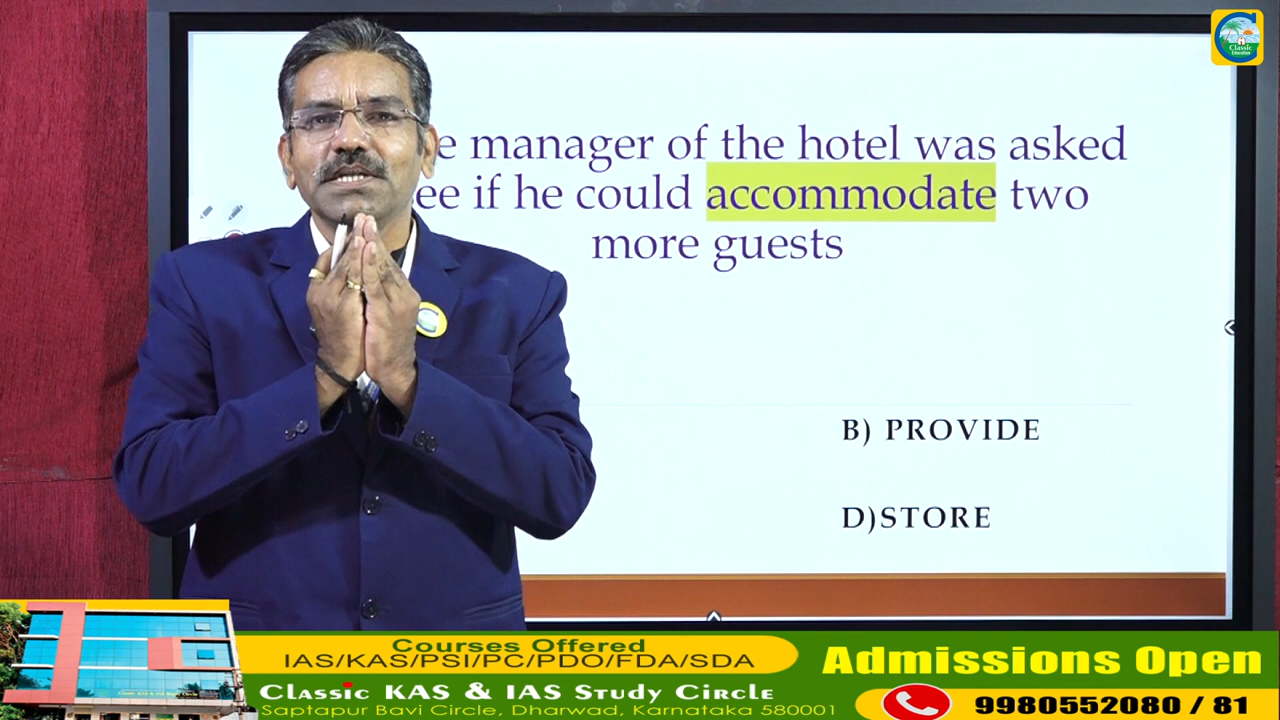 Classic
Education
e manager of the hotel was asked
ee if he could accommodate two
more guests
B) PROVIDE
D)STORE
Courses Offered
IAS/KAS/PSI/PC/PDO/FDA/SDA
Classic KAS & IAS Study Circle
Saptapur Bavi Circle, Dharwad, Karnataka 580001
Admissions Open
9980552080 / 81